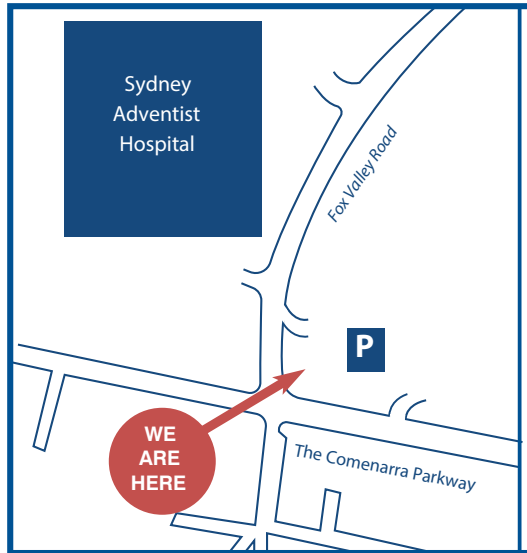 Sydney
Adventist
Hospital
Fox Valley Road
P
WE
ARE
HERE
The Comenarra Parkway